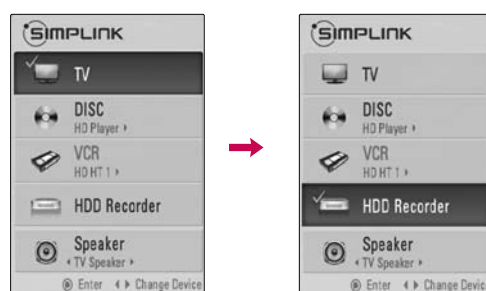 SIMPLINK
TV
DISC
HD Player
VCR
HD HT 1
HDD Recorder
Speaker
TV Speaker
Enter Change Device
SIMPLINK
TV
DISC
HD Player
VCR
HD HT 1
HDD Recorder
Speaker
TV Speaker
Enter Change Devic